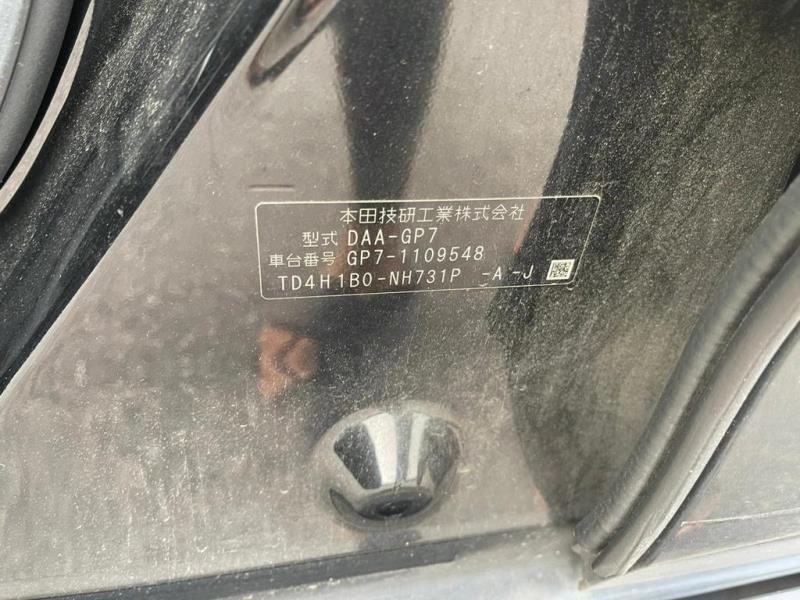 本田技研工業株式会社
型式 DAA-GP7
車台番号 GP7-1109548
TD4H1B0-NH731P -A-J